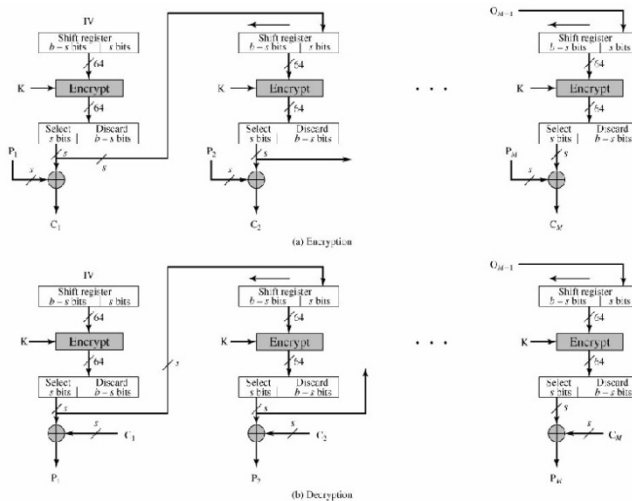 IV
Shift register
b – s bits | s bits
64
K
Encrypt
64
Select
s bits
Discard
b – s bits
s
s
P1
s
C1
Shift register
b – s bits | s bits
64
K
Encrypt
64
Select
s bits
Discard
b – s bits
s
P2
s
C2
. . .
OM–1
Shift register
b – s bits | s bits
64
K
Encrypt
64
Select
s bits
Discard
b – s bits
s
PM
s
CM
(a) Encryption
IV
Shift register
b – s bits | s bits
64
K
Encrypt
64
Select
s bits
Discard
b – s bits
s
s
s
C1
P1
Shift register
b – s bits | s bits
64
K
Encrypt
64
Select
s bits
Discard
b – s bits
s
s
C2
P2
. . .
OM–1
Shift register
b – s bits | s bits
64
K
Encrypt
64
Select
s bits
Discard
b – s bits
s
s
CM
PM
(b) Decryption